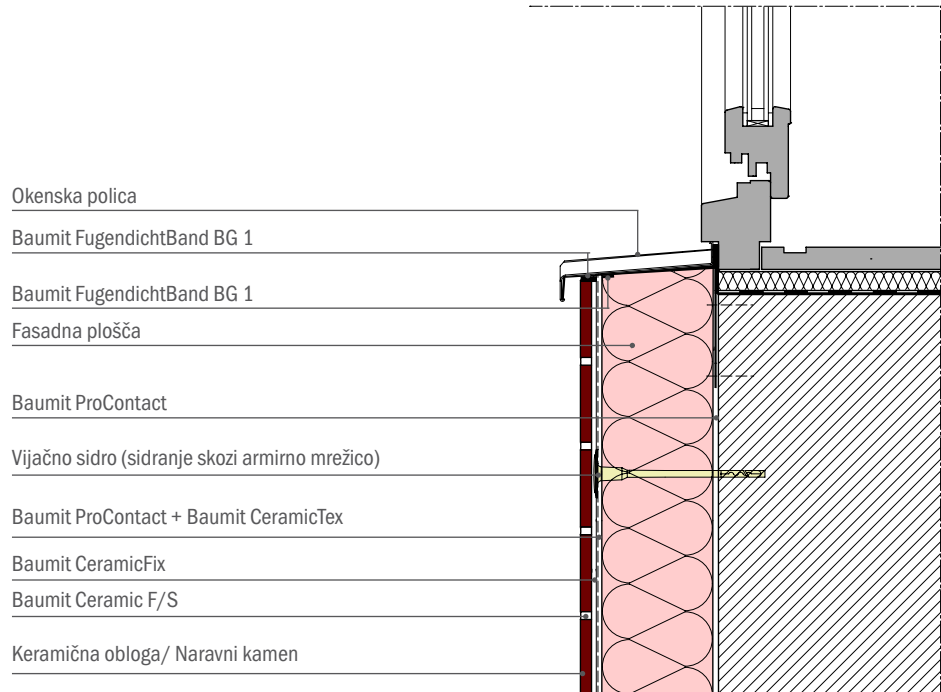 Okenska polica
Baumit FugendichtBand BG 1
Baumit FugendichtBand BG 1
Fasadna plošča
Baumit ProContact
Vijačno sidro (sidranje skozi armirno mrežico)
Baumit ProContact + Baumit CeramicTex
Baumit CeramicFix
Baumit Ceramic F/S
Keramična obloga/ Naravni kamen